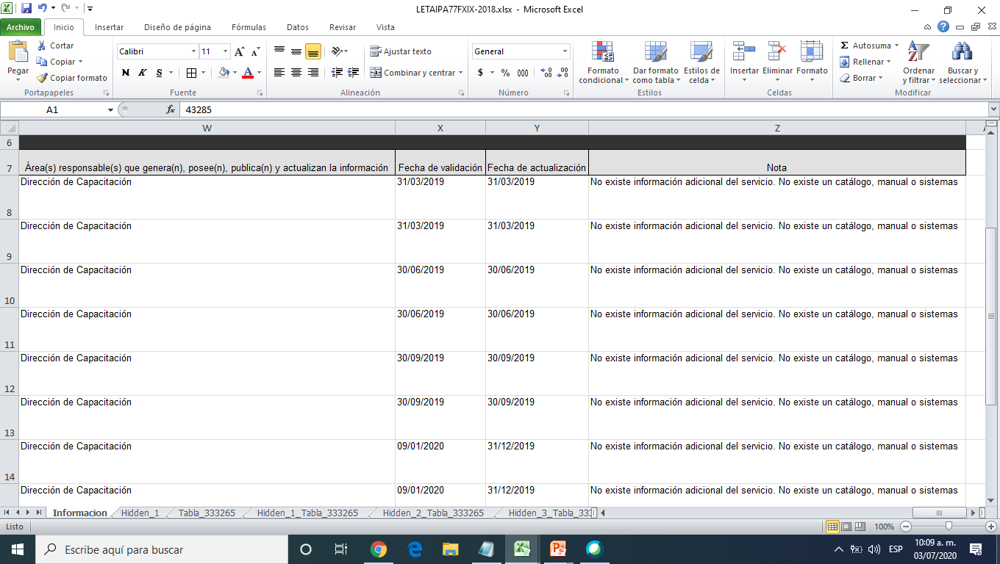 LETAIPA77FXIX-2018.xlsx - Microsoft Excel
Archivo Inicio Insertar Diseño de página Fórmulas Datos Revisar Vista
Pegar
Cortar
Copiar
Copiar formato
Portapapeles
Calibri 11
N K S
Fuente
Ajustar texto
Combinar y centrar
Alineación
General
$ % 000
Número
Formato condicional
Dar formato como tabla
Estilos de celda
Estilos
Insertar Eliminar Formato
Celdas
Autosuma
Rellenar
Borrar
Ordenar y filtrar
Buscar y seleccionar
Modificar
A1 fx 43285
W X Y Z
6
7 Área(s) responsable(s) que genera(n), posee(n), publica(n) y actualizan la información Fecha de validación Fecha de actualización Nota
8 Dirección de Capacitación 31/03/2019 31/03/2019 No existe información adicional del servicio. No existe un catálogo, manual o sistemas
9 Dirección de Capacitación 31/03/2019 31/03/2019 No existe información adicional del servicio. No existe un catálogo, manual o sistemas
10 Dirección de Capacitación 30/06/2019 30/06/2019 No existe información adicional del servicio. No existe un catálogo, manual o sistemas
11 Dirección de Capacitación 30/06/2019 30/06/2019 No existe información adicional del servicio. No existe un catálogo, manual o sistemas
12 Dirección de Capacitación 30/09/2019 30/09/2019 No existe información adicional del servicio. No existe un catálogo, manual o sistemas
13 Dirección de Capacitación 30/09/2019 30/09/2019 No existe información adicional del servicio. No existe un catálogo, manual o sistemas
14 Dirección de Capacitación 09/01/2020 31/12/2019 No existe información adicional del servicio. No existe un catálogo, manual o sistemas
Dirección de Capacitación 09/01/2020 31/12/2019 No existe información adicional del servicio. No existe un catálogo, manual o sistemas
Informacion Hidden_1 Tabla_333265 Hidden_1_Tabla_333265 Hidden_2_Tabla_333265 Hidden_3_Tabla_333
Listo 100%
Escribe aquí para buscar
ESP
10:09 a. m.
03/07/2020